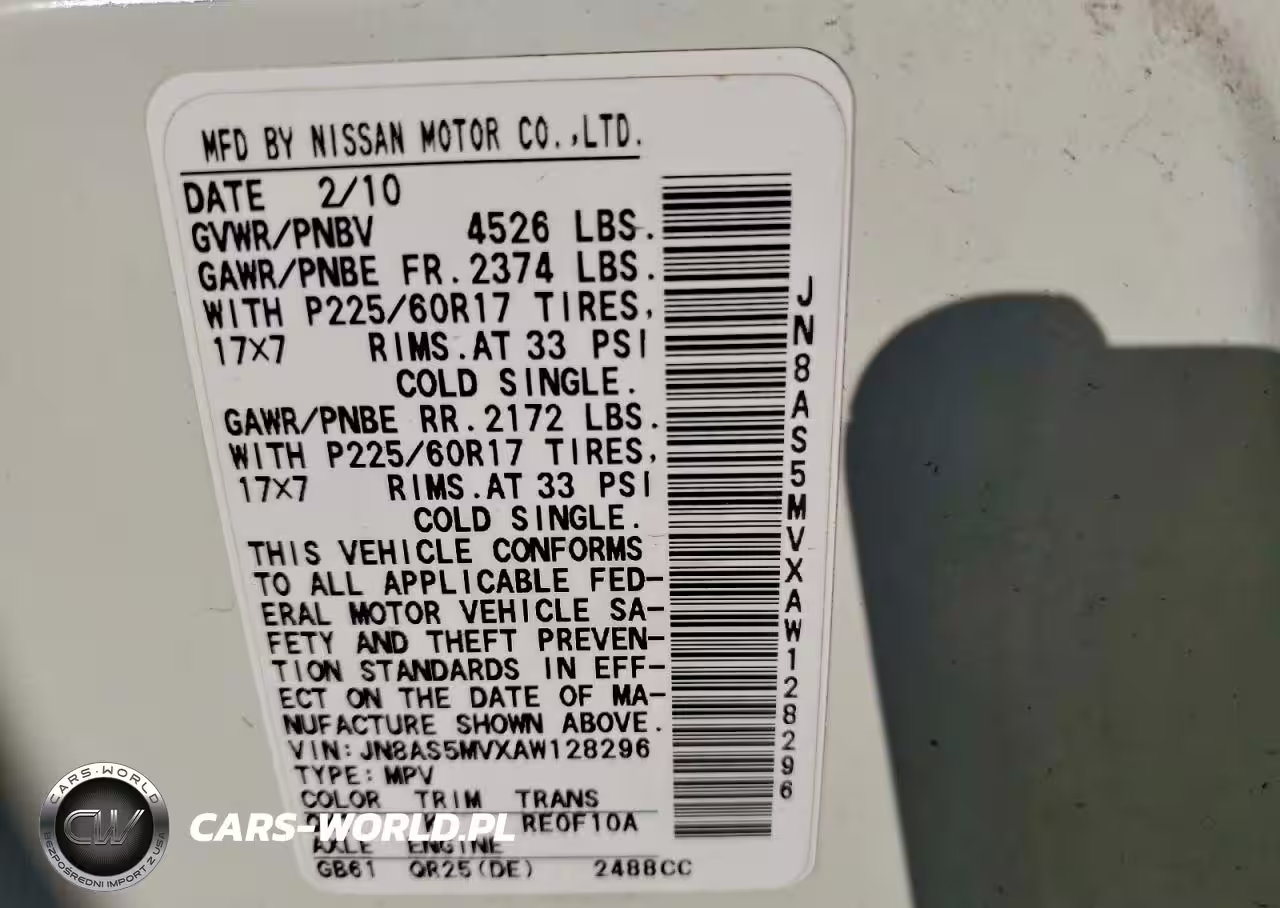 MFD BY NISSAN MOTOR CO.,LTD.
DATE 2/10
GVWR/PNBV 4526 LBS.
GAWR/PNBE FR.2374 LBS.
WITH P225/60R17 TIRES,
17×7 RIMS.AT 33 PSI
COLD SINGLE.
GAWR/PNBE RR.2172 LBS.
WITH P225/60R17 TIRES,
17×7 RIMS.AT 33 PSI
COLD SINGLE.
THIS VEHICLE CONFORMS
TO ALL APPLICABLE FED-
ERAL MOTOR VEHICLE SA-
FETY AND THEFT PREVEN-
TION STANDARDS IN EFF-
ECT ON THE DATE OF MA-
NUFACTURE SHOWN ABOVE.
VIN:JN8AS5MVXAW128296
TYPE:MPV
COLOR TRIM TRANS
RE0F10A
AXLE ENGINE
GB61 QR25(DE) 2488CC
JN8AS5MVXAW128296
CARS-WORLD
CW
BEZPOŚREDNI IMPORT Z USA
CARS-WORLD.PL